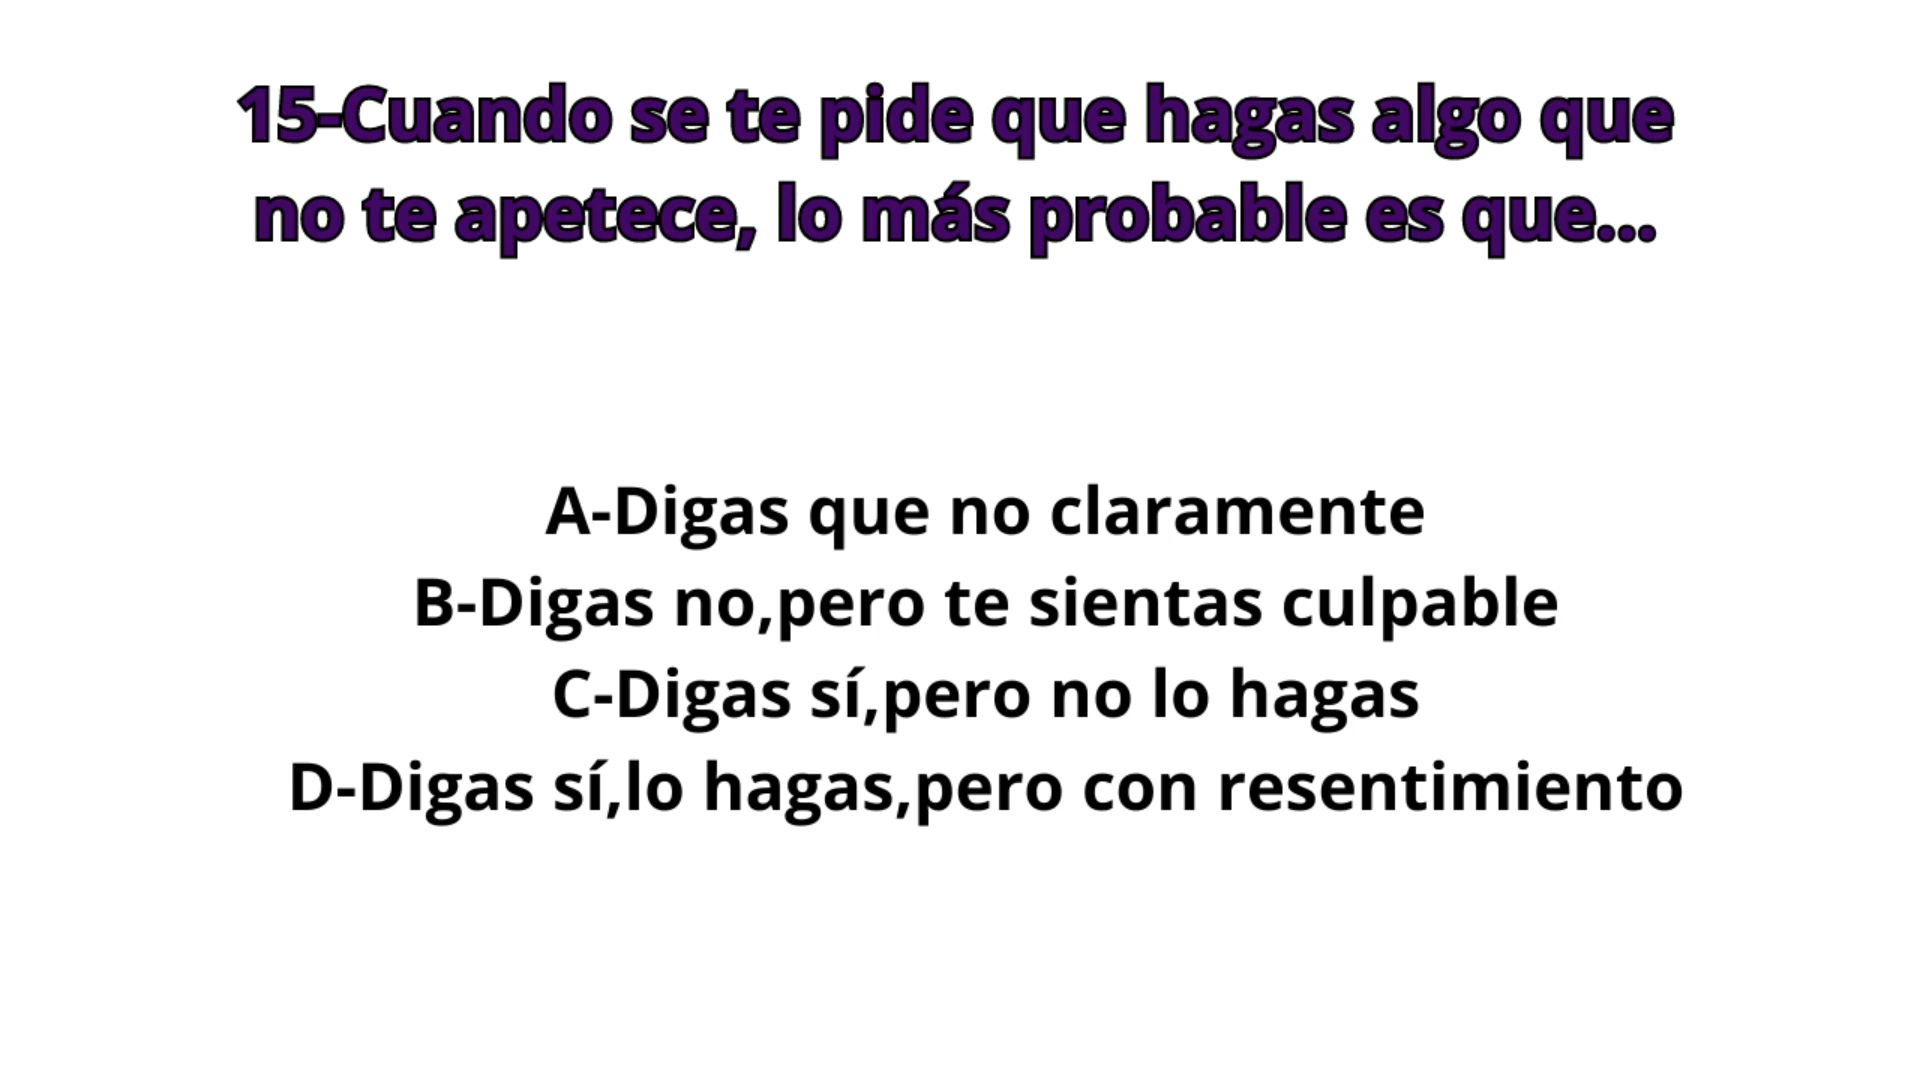 15-Cuando se te pide que hagas algo que
no te apetece, lo más probable es que...
A-Digas que no claramente
B-Digas no,pero te sientas culpable
C-Digas sí,pero no lo hagas
D-Digas sí,lo hagas,pero con resentimiento